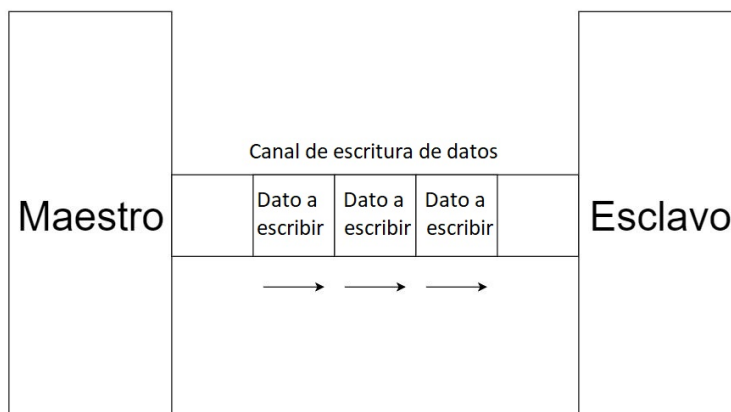 Canal de escritura de datos
Maestro
Dato a
escribir
Dato a
escribir
Dato a
escribir
Esclavo